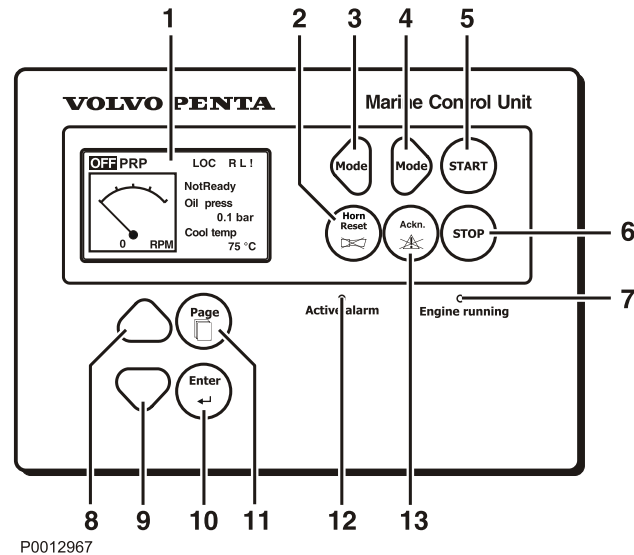 1 2 3 4 5
VOLVO PENTA Marine Control Unit
OFF PRP LOC R L !
Mode Mode START
NotReady
Oil press
0.1 bar
Cool temp
75 °C
0 RPM
Horn Reset
Ackn.
STOP
6
7
Active alarm Engine running
Page
Enter
8 9 10 11 12 13
P0012967